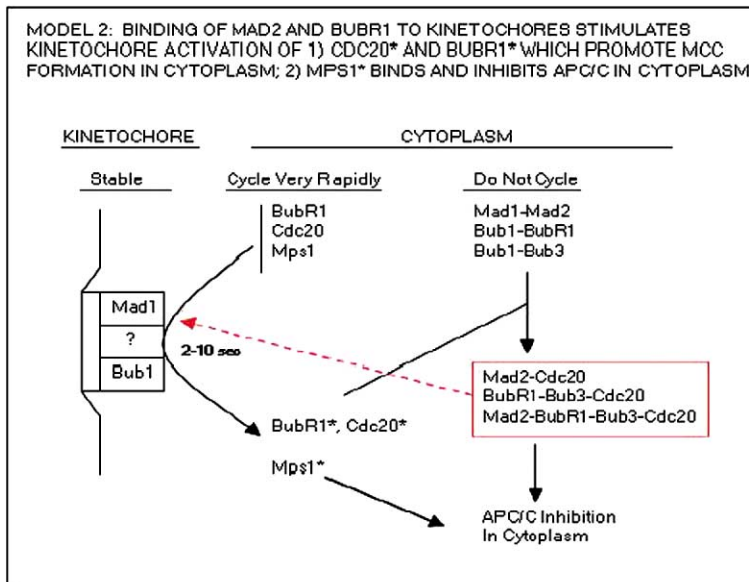 MODEL 2: BINDING OF MAD2 AND BUBR1 TO KINETOCHORES STIMULATES
KINETOCHORE ACTIVATION OF 1) CDC20* AND BUBR1* WHICH PROMOTE MCC
FORMATION IN CYTOPLASM; 2) MPS1* BINDS AND INHIBITS APC/C IN CYTOPLASM
KINETOCHORE
CYTOPLASM
Stable
Cycle Very Rapidly
Do Not Cycle
BubR1
Cdc20
Mps1
Mad1-Mad2
Bub1-BubR1
Bub1-Bub3
Mad1
?
Bub1
2-10 sec
Mad2-Cdc20
BubR1-Bub3-Cdc20
Mad2-BubR1-Bub3-Cdc20
BubR1*, Cdc20*
Mps1*
APC/C Inhibition
In Cytoplasm